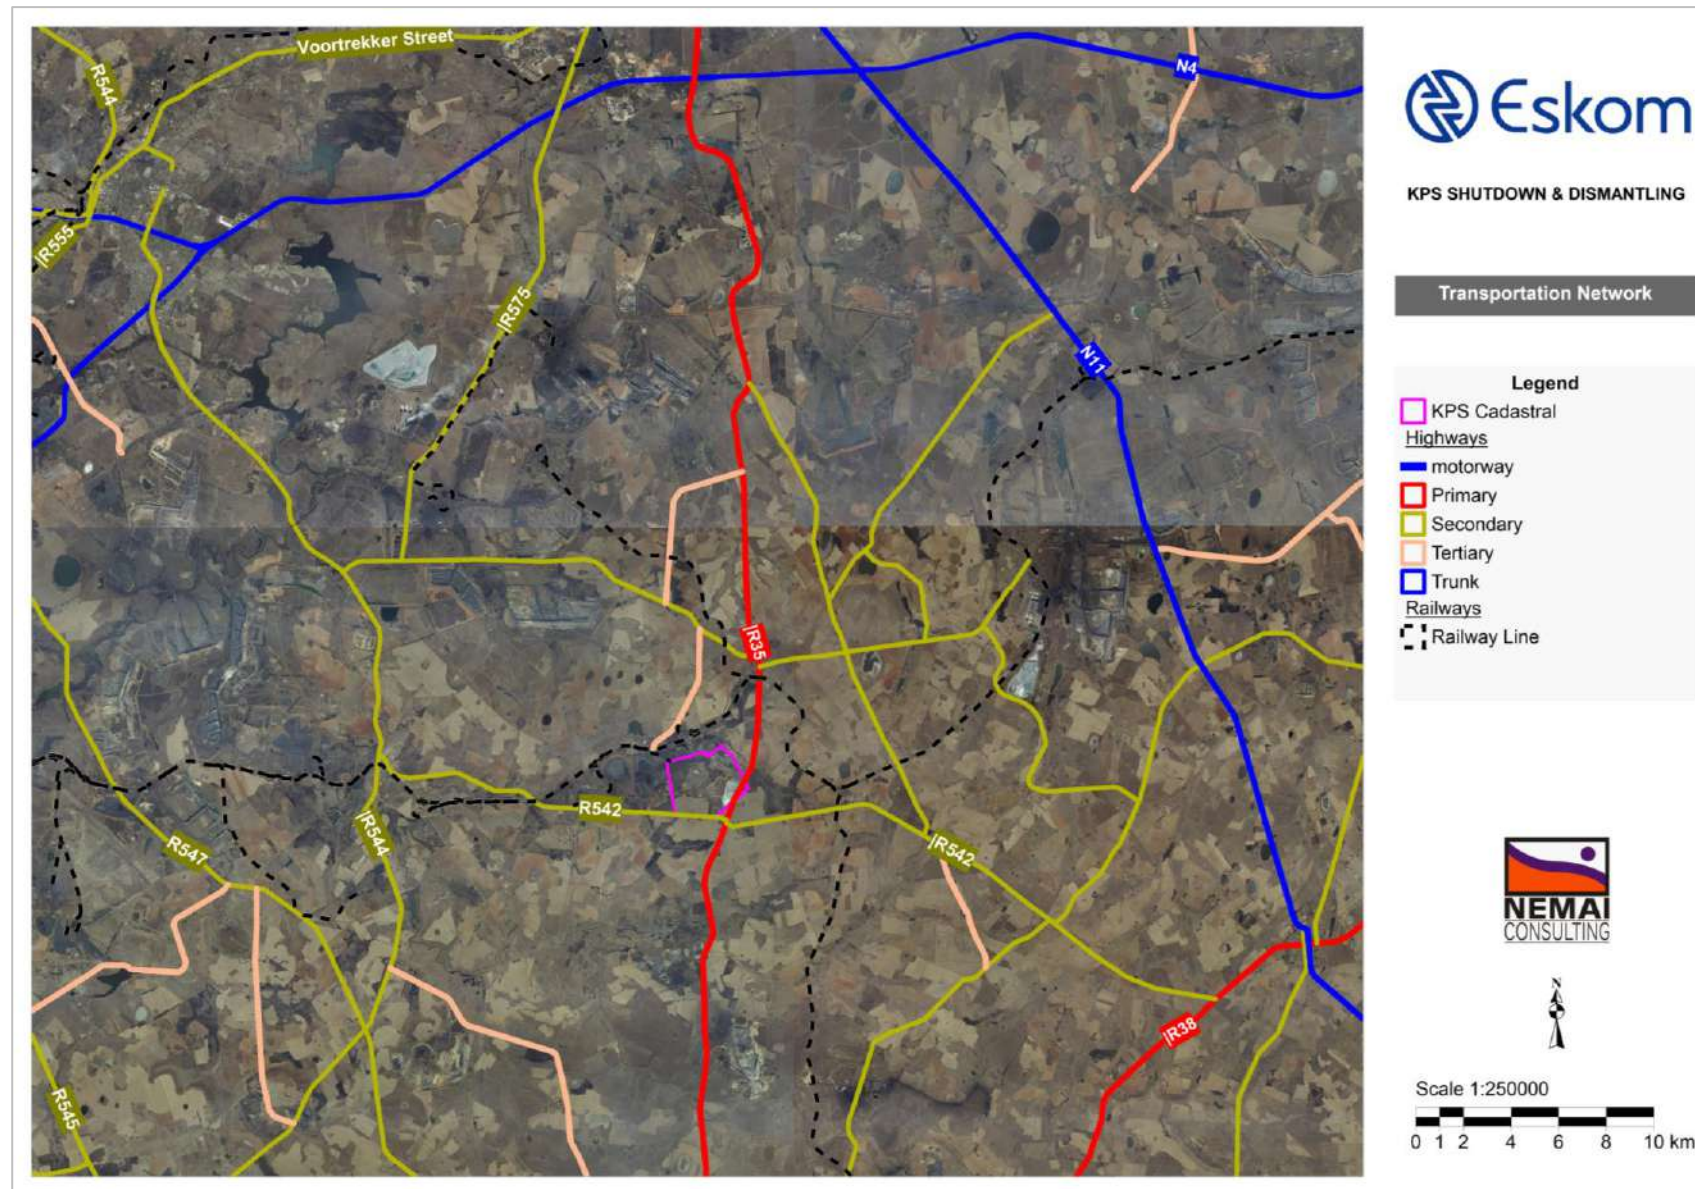 Voortrekker Street
R544
N4
|R555
|R575
N11
|R35
R542
|R544
R547
|R542
|R38
R545
Eskom
KPS SHUTDOWN & DISMANTLING
Transportation Network
Legend
KPS Cadastral
Highways
motorway
Primary
Secondary
Tertiary
Trunk
Railways
Railway Line
NEMAI
CONSULTING
N
Scale 1:250000
0 1 2 4 6 8 10 km